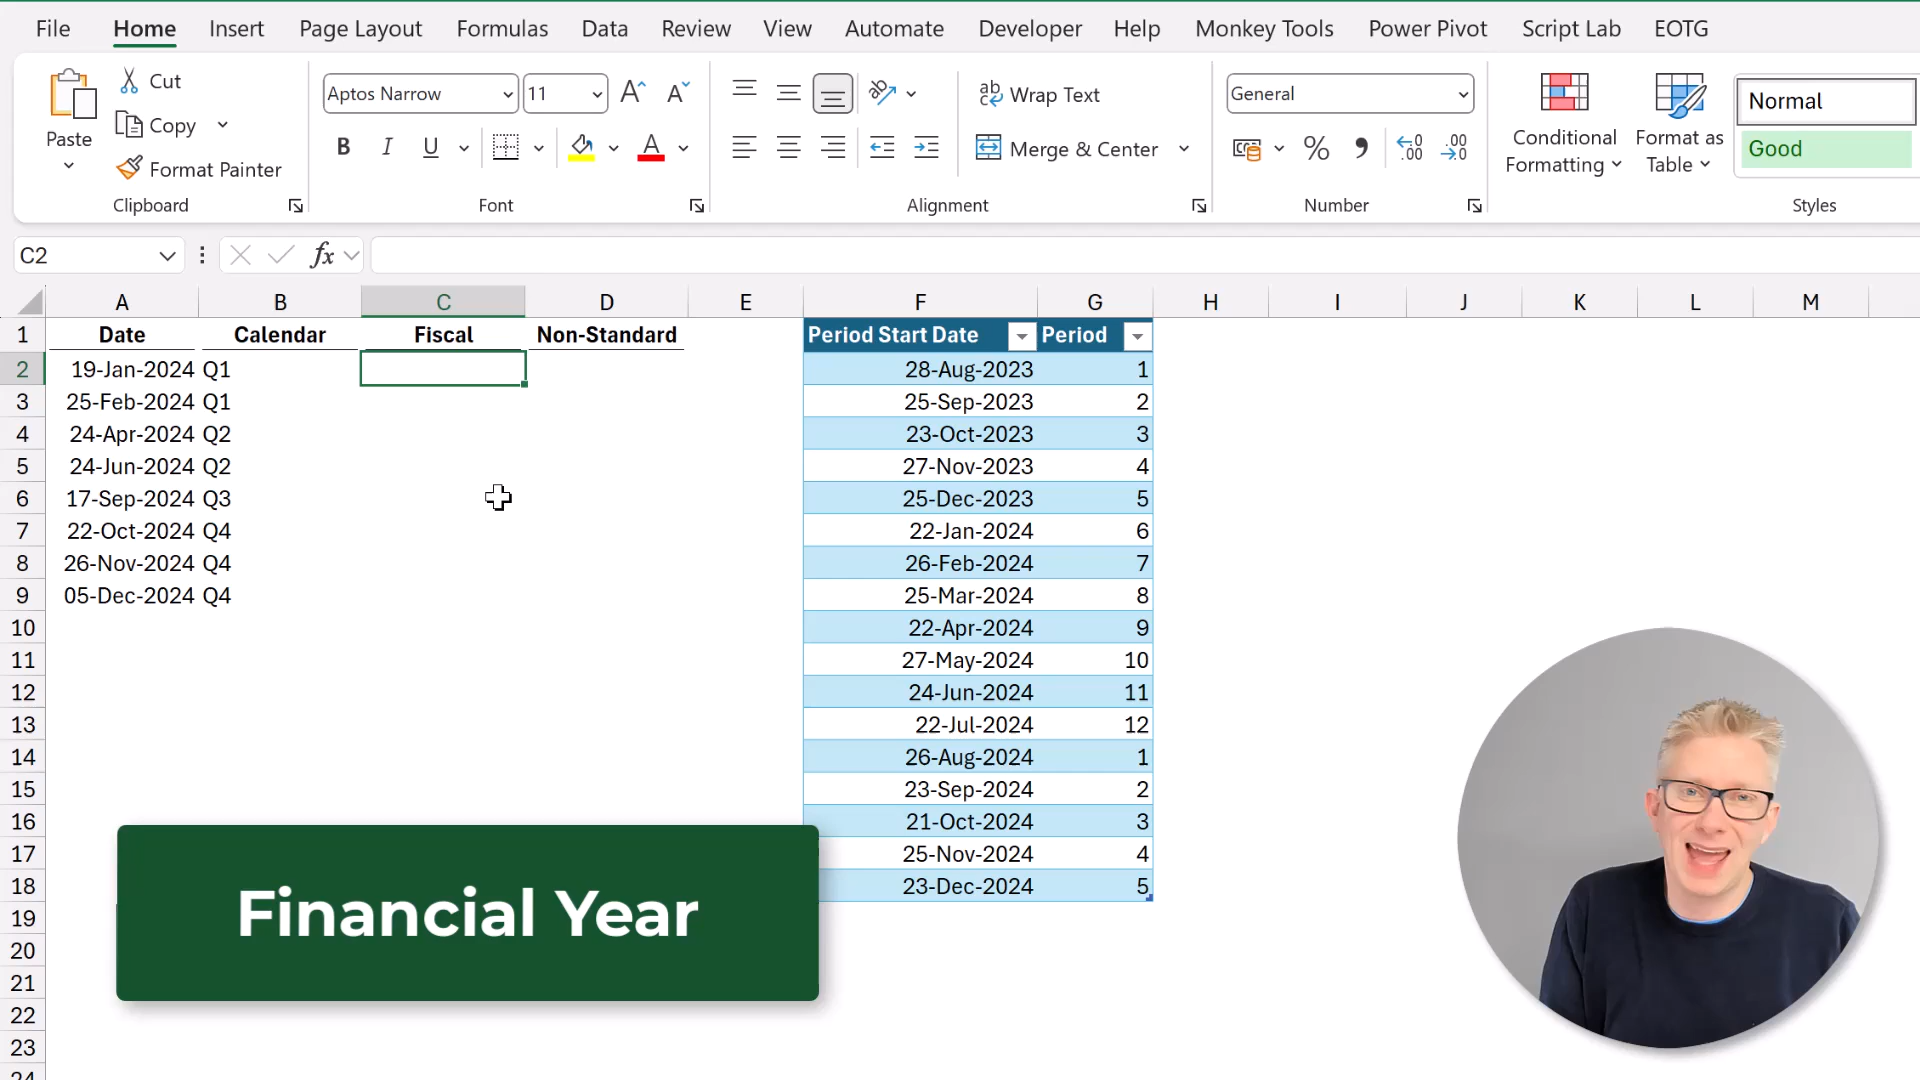 File Home Insert Page Layout Formulas Data Review View Automate Developer Help Monkey Tools Power Pivot Script Lab EOTG
Paste
Cut
Copy
Format Painter
Clipboard
Aptos Narrow 11 A A
B I U A
Font
ab Wrap Text
Merge & Center
Alignment
General
% 9 .00 .00
Number
Conditional Formatting
Format as Table
Normal
Good
Styles
C2 fx
A B C D E F G H I J K L M
1 Date Calendar Fiscal Non-Standard Period Start Date Period
2 19-Jan-2024 Q1 28-Aug-2023 1
3 25-Feb-2024 Q1 25-Sep-2023 2
4 24-Apr-2024 Q2 23-Oct-2023 3
5 24-Jun-2024 Q2 27-Nov-2023 4
6 17-Sep-2024 Q3 25-Dec-2023 5
7 22-Oct-2024 Q4 22-Jan-2024 6
8 26-Nov-2024 Q4 26-Feb-2024 7
9 05-Dec-2024 Q4 25-Mar-2024 8
10 22-Apr-2024 9
11 27-May-2024 10
12 24-Jun-2024 11
13 22-Jul-2024 12
14 26-Aug-2024 1
15 23-Sep-2024 2
16 21-Oct-2024 3
17 25-Nov-2024 4
18 23-Dec-2024 5
19
20
21
22
23
24
Financial Year